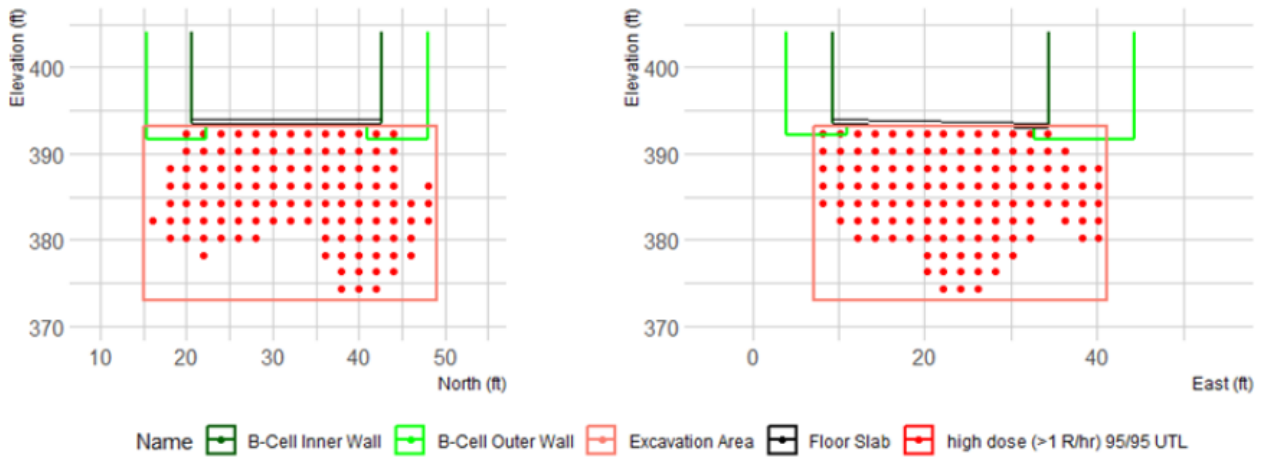 Elevation (ft)
400
390
380
370
10 20 30 40 50
North (ft)
Elevation (ft)
400
390
380
370
0 20 40
East (ft)
Name B-Cell Inner Wall B-Cell Outer Wall Excavation Area Floor Slab high dose (>1 R/hr) 95/95 UTL